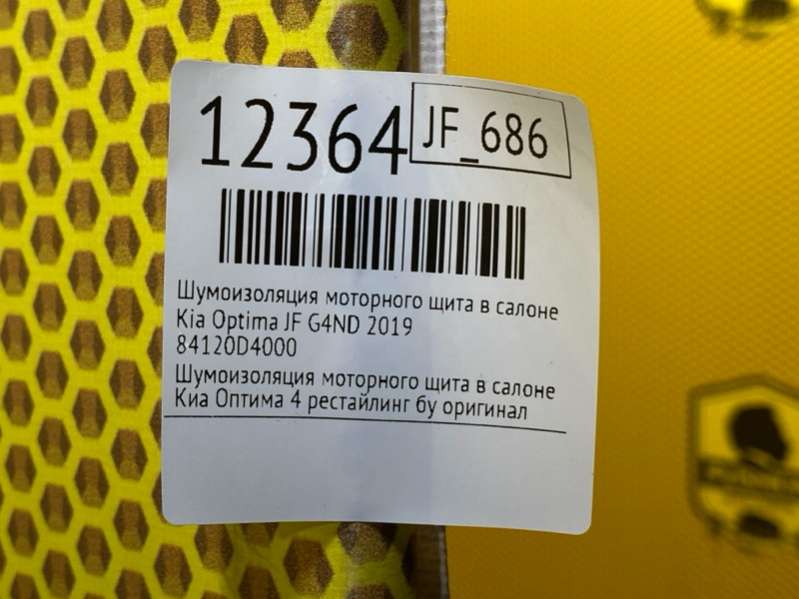 12364
JF_686
Шумоизоляция моторного щита в салоне
Kia Optima JF G4ND 2019
84120D4000
Шумоизоляция моторного щита в салоне
Киа Оптима 4 рестайлинг бу оригинал